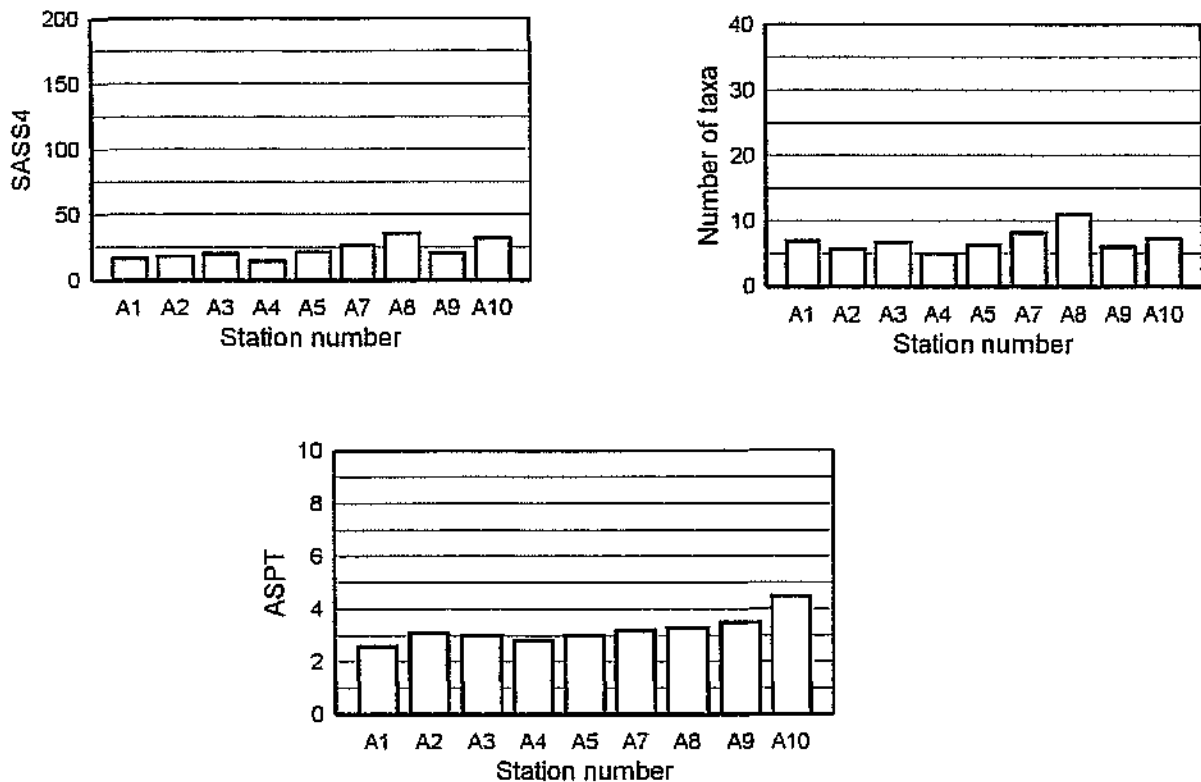 SASS4
200
150
100
50
0
A1 A2 A3 A4 A5 A7 A8 A9 A10
Station number
Number of taxa
40
30
20
10
0
A1 A2 A3 A4 A5 A7 A8 A9 A10
Station number
ASPT
10
8
6
4
2
0
A1 A2 A3 A4 A5 A7 A8 A9 A10
Station number